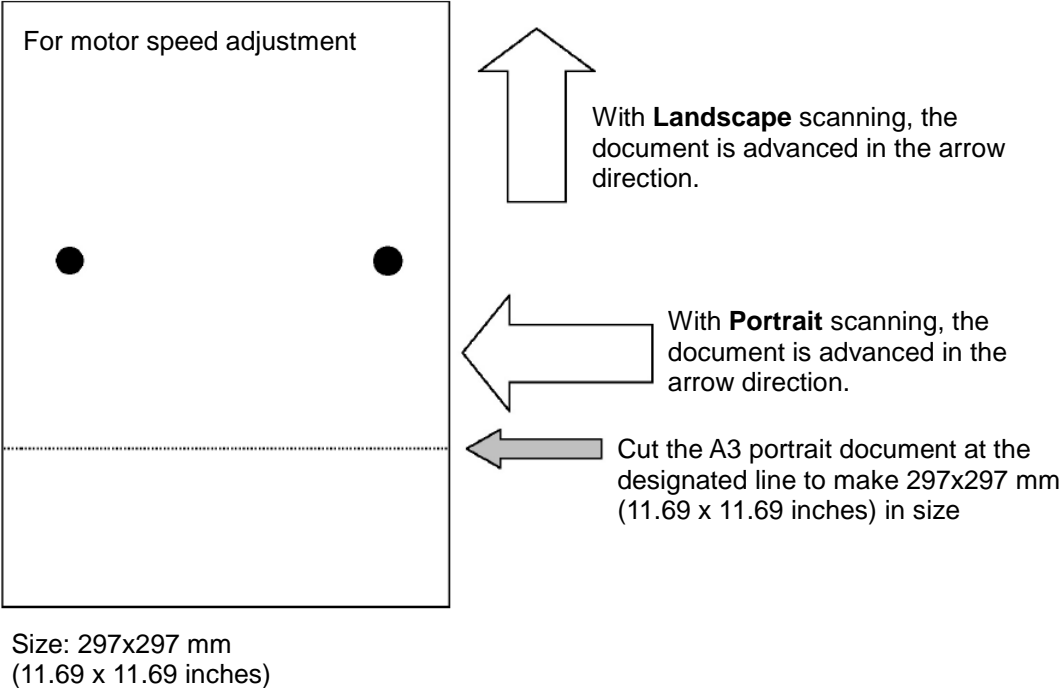 For motor speed adjustment
With Landscape scanning, the
document is advanced in the arrow
direction.
With Portrait scanning, the
document is advanced in the
arrow direction.
Cut the A3 portrait document at the
designated line to make 297x297 mm
(11.69 x 11.69 inches) in size
Size: 297x297 mm
(11.69 x 11.69 inches)